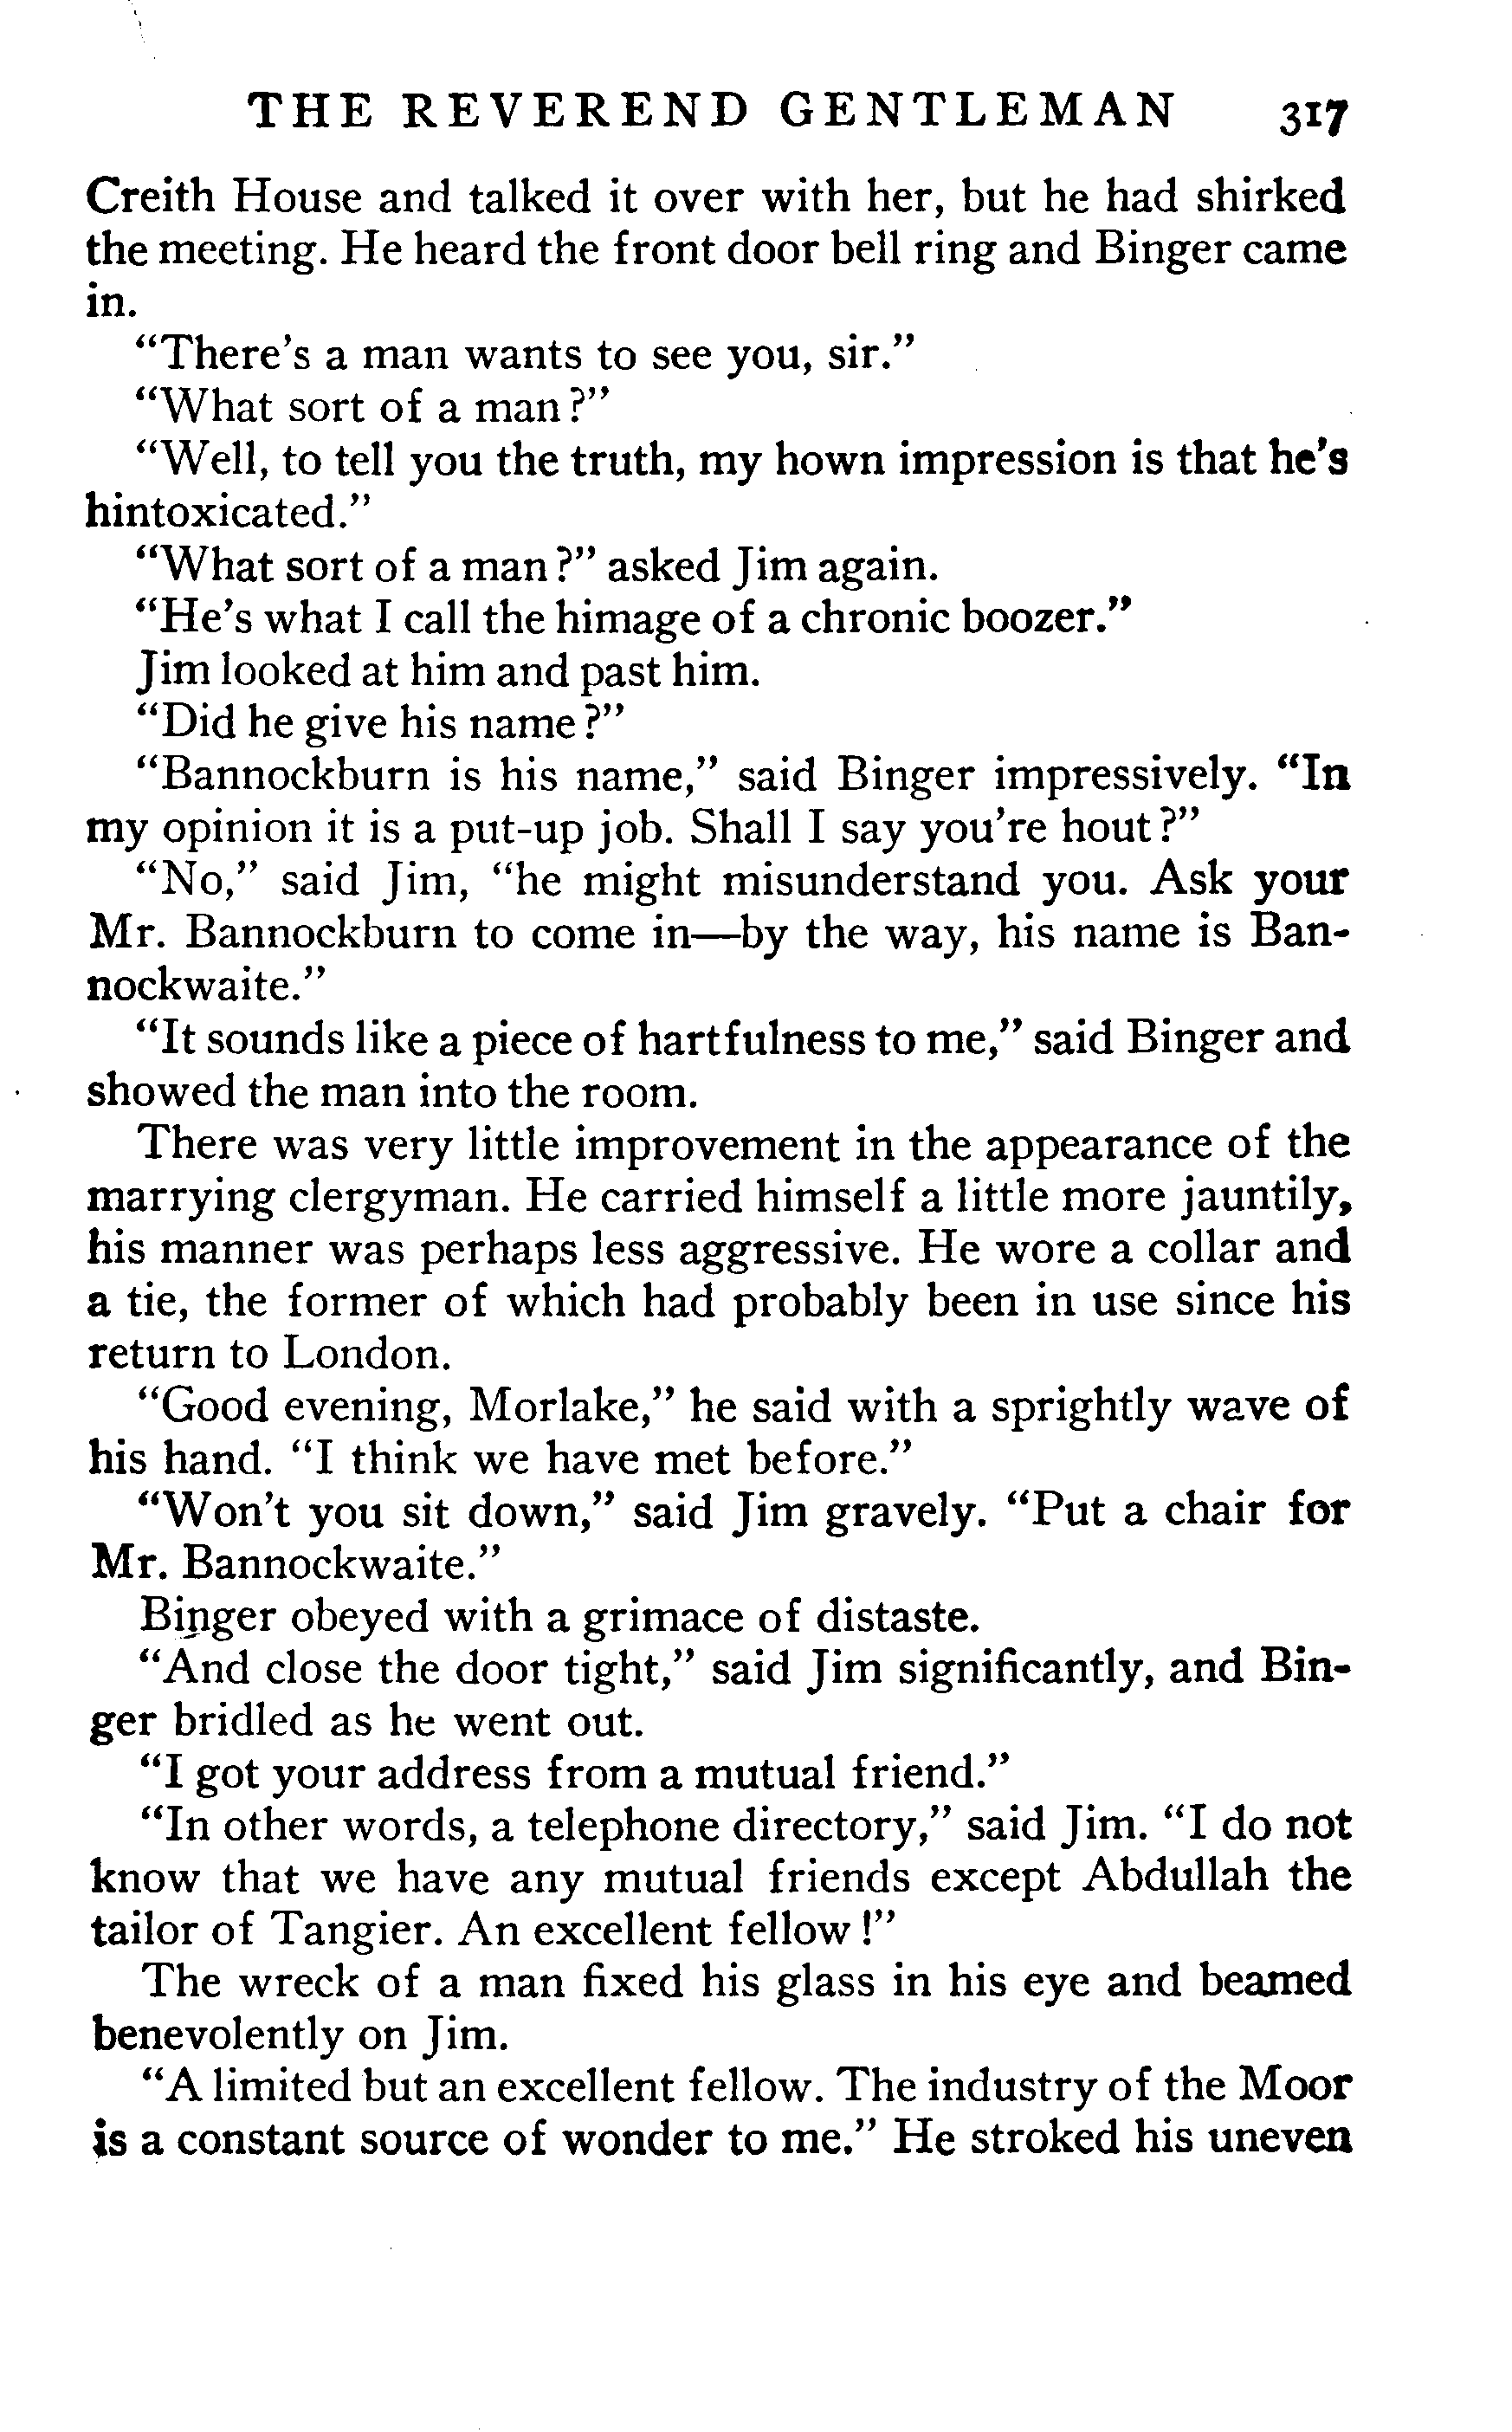 THE REVEREND GENTLEMAN 317
Creith House and talked it over with her, but he had shirked
the meeting. He heard the front door bell ring and Binger came
in.
"There's a man wants to see you, sir."
"What sort of a man?"
"Well, to tell you the truth, my hown impression is that he's
hintoxicated."
"What sort of a man?" asked Jim again.
"He's what I call the himage of a chronic boozer."
Jim looked at him and past him.
"Did he give his name?"
"Bannockburn is his name," said Binger impressively. "In
my opinion it is a put-up job. Shall I say you're hout?"
"No," said Jim, "he might misunderstand you. Ask your
Mr. Bannockburn to come in—by the way, his name is Ban-
nockwaite."
"It sounds like a piece of hartfulness to me," said Binger and
showed the man into the room.
There was very little improvement in the appearance of the
marrying clergyman. He carried himself a little more jauntily,
his manner was perhaps less aggressive. He wore a collar and
a tie, the former of which had probably been in use since his
return to London.
"Good evening, Morlake," he said with a sprightly wave of
his hand. "I think we have met before."
"Won't you sit down," said Jim gravely. "Put a chair for
Mr. Bannockwaite."
Binger obeyed with a grimace of distaste.
"And close the door tight," said Jim significantly, and Bin-
ger bridled as he went out.
"I got your address from a mutual friend."
"In other words, a telephone directory," said Jim. "I do not
know that we have any mutual friends except Abdullah the
tailor of Tangier. An excellent fellow!"
The wreck of a man fixed his glass in his eye and beamed
benevolently on Jim.
"A limited but an excellent fellow. The industry of the Moor
is a constant source of wonder to me." He stroked his uneven